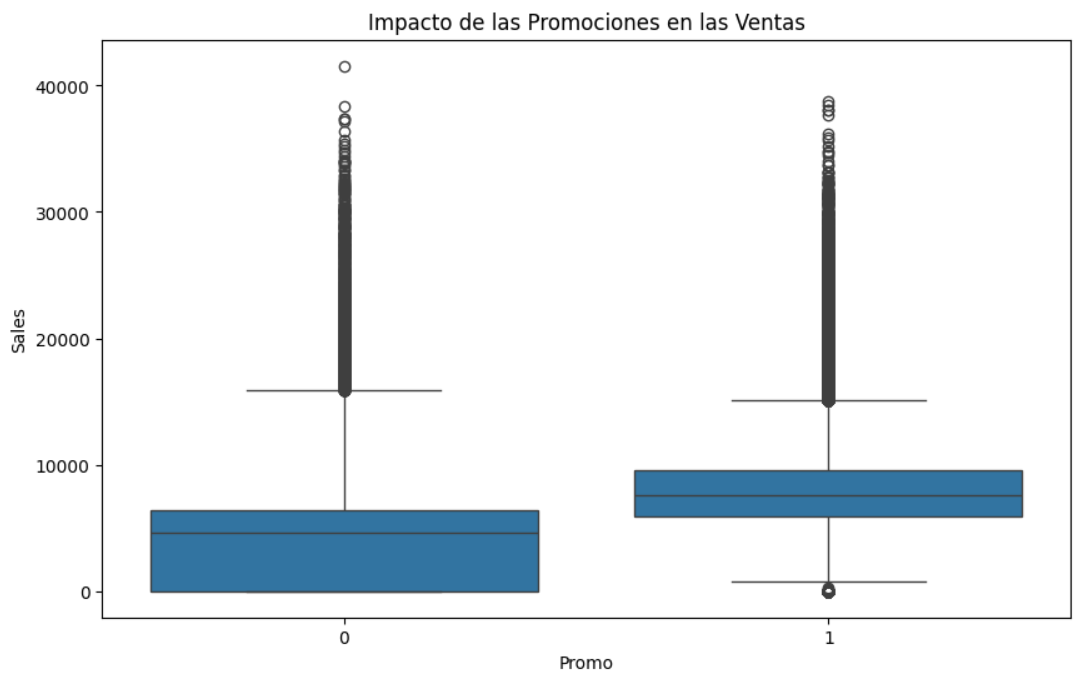 Impacto de las Promociones en las Ventas
40000
30000
20000
10000
0
Sales
0 1
Promo